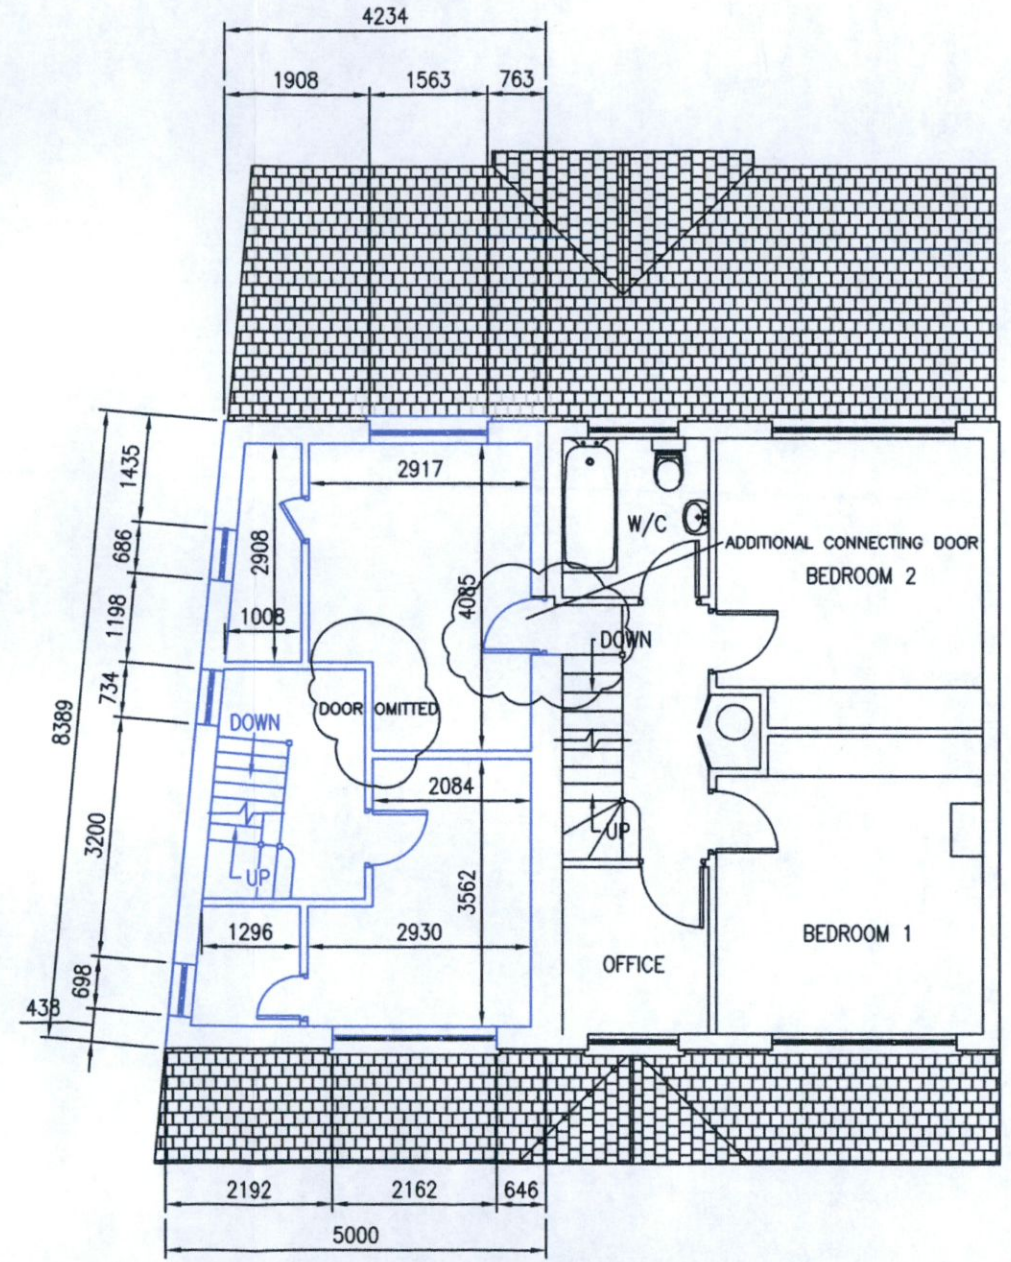 4234
1908 1563 763
1435
686
1198
734
8389
3200
698
438
2917
2908
4085
1008
W/C
ADDITIONAL CONNECTING DOOR
BEDROOM 2
DOWN
DOOR OMITTED
DOWN
2084
UP
UP
3562
1296 2930
OFFICE
BEDROOM 1
2192 2162 646
5000